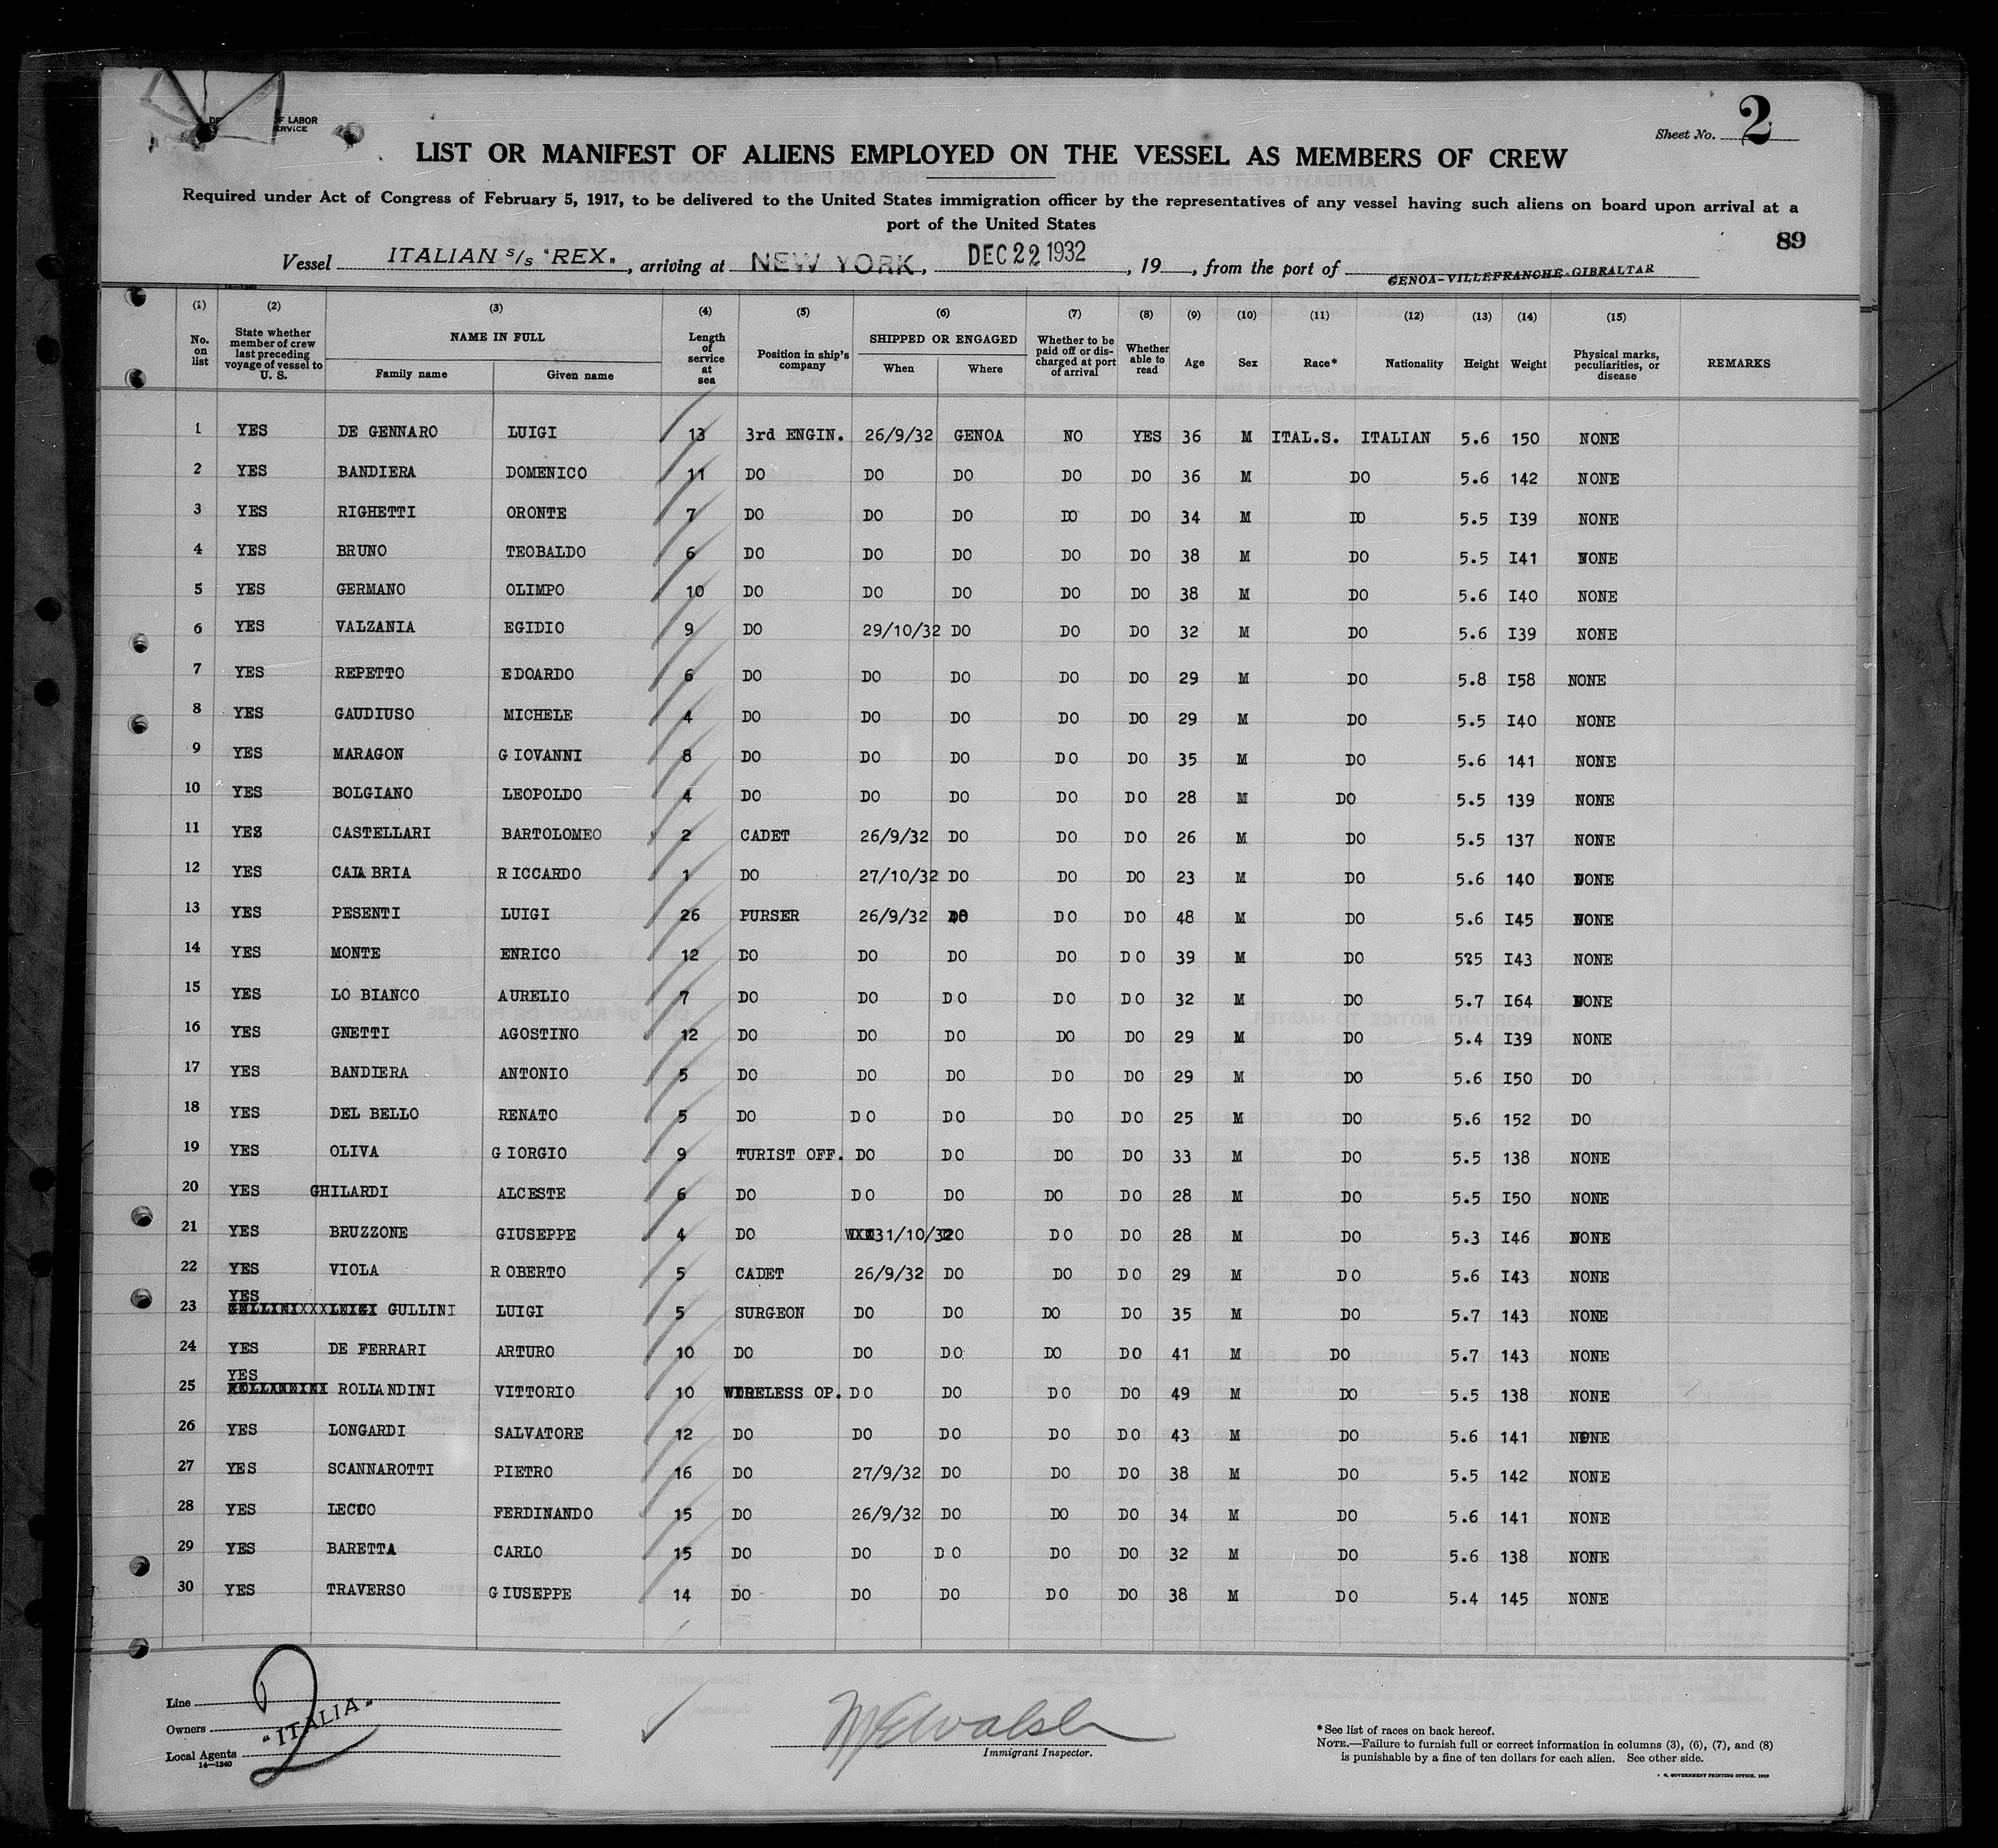 DE F LABOR
ERVICE
Sheet No. 2
LIST OR MANIFEST OF ALIENS EMPLOYED ON THE VESSEL AS MEMBERS OF CREW
Required under Act of Congress of February 5, 1917, to be delivered to the United States immigration officer by the representatives of any vessel having such aliens on board upon arrival at a
port of the United States
89
Vessel ITALIAN s/s "REX", arriving at NEW YORK, DEC 22 1932, 19 , from the port of GENOA-VILLEFRANCHE-GIBRALTAR
(1) (2) (3) (4) (5) (6) (7) (8) (9) (10) (11) (12) (13) (14) (15)
No. on list State whether member of crew last preceding voyage of vessel to U. S. NAME IN FULL Family name Given name Length of service at sea Position in ship's company SHIPPED OR ENGAGED When Where Whether to be paid off or discharged at port of arrival Whether able to read Age Sex Race* Nationality Height Weight Physical marks, peculiarities, or disease REMARKS
1 YES DE GENNARO LUIGI 13 3rd ENGIN. 26/9/32 GENOA NO YES 36 M ITAL.S. ITALIAN 5.6 150 NONE
2 YES BANDIERA DOMENICO 11 DO DO DO DO DO 36 M DO 5.6 142 NONE
3 YES RIGHETTI ORONTE 7 DO DO DO DO DO 34 M DO 5.5 I39 NONE
4 YES BRUNO TEOBALDO 6 DO DO DO DO DO 38 M DO 5.5 I41 NONE
5 YES GERMANO OLIMPO 10 DO DO DO DO DO 38 M DO 5.6 I40 NONE
6 YES VALZANIA EGIDIO 9 DO 29/10/32 DO DO DO 32 M DO 5.6 I39 NONE
7 YES REPETTO EDOARDO 6 DO DO DO DO DO 29 M DO 5.8 I58 NONE
8 YES GAUDIUSO MICHELE 4 DO DO DO DO DO 29 M DO 5.5 I40 NONE
9 YES MARAGON GIOVANNI 8 DO DO DO DO DO 35 M DO 5.6 141 NONE
10 YES BOLGIANO LEOPOLDO 4 DO DO DO DO DO 28 M DO 5.5 139 NONE
11 YES CASTELLARI BARTOLOMEO 2 CADET 26/9/32 DO DO DO 26 M DO 5.5 137 NONE
12 YES CALABRIA RICCARDO 1 DO 27/10/32 DO DO DO 23 M DO 5.6 140 NONE
13 YES PESENTI LUIGI 26 PURSER 26/9/32 DO DO DO 48 M DO 5.6 I45 NONE
14 YES MONTE ENRICO 12 DO DO DO DO DO 39 M DO 5?5 I43 NONE
15 YES LO BIANCO AURELIO 7 DO DO DO DO DO 32 M DO 5.7 I64 NONE
16 YES GNETTI AGOSTINO 12 DO DO DO DO DO 29 M DO 5.4 I39 NONE
17 YES BANDIERA ANTONIO 5 DO DO DO DO DO 29 M DO 5.6 I50 DO
18 YES DEL BELLO RENATO 5 DO DO DO DO DO 25 M DO 5.6 152 DO
19 YES OLIVA GIORGIO 9 TURIST OFF. DO DO DO DO 33 M DO 5.5 138 NONE
20 YES GHILARDI ALCESTE 6 DO DO DO DO DO 28 M DO 5.5 I50 NONE
21 YES BRUZZONE GIUSEPPE 4 DO 31/10/32 DO DO DO 28 M DO 5.3 I46 NONE
22 YES VIOLA ROBERTO 5 CADET 26/9/32 DO DO DO 29 M DO 5.6 I43 NONE
23 YES GULLINI LUIGI 5 SURGEON DO DO DO DO 35 M DO 5.7 143 NONE
24 YES DE FERRARI ARTURO 10 DO DO DO DO DO 41 M DO 5.7 143 NONE
25 YES ROLLANDINI VITTORIO 10 WIRELESS OP. DO DO DO DO 49 M DO 5.5 138 NONE
26 YES LONGARDI SALVATORE 12 DO DO DO DO DO 43 M DO 5.6 141 NONE
27 YES SCANNAROTTI PIETRO 16 DO 27/9/32 DO DO DO 38 M DO 5.5 142 NONE
28 YES LECCO FERDINANDO 15 DO 26/9/32 DO DO DO 34 M DO 5.6 141 NONE
29 YES BARETTA CARLO 15 DO DO DO DO DO 32 M DO 5.6 138 NONE
30 YES TRAVERSO GIUSEPPE 14 DO DO DO DO DO 38 M DO 5.4 145 NONE
Line
Owners "ITALIA"
Local Agents
14—1240
2
Immigrant Inspector.
*See list of races on back hereof.
NOTE.—Failure to furnish full or correct information in columns (3), (6), (7), and (8)
is punishable by a fine of ten dollars for each alien. See other side.
GOVERNMENT PRINTING OFFICE